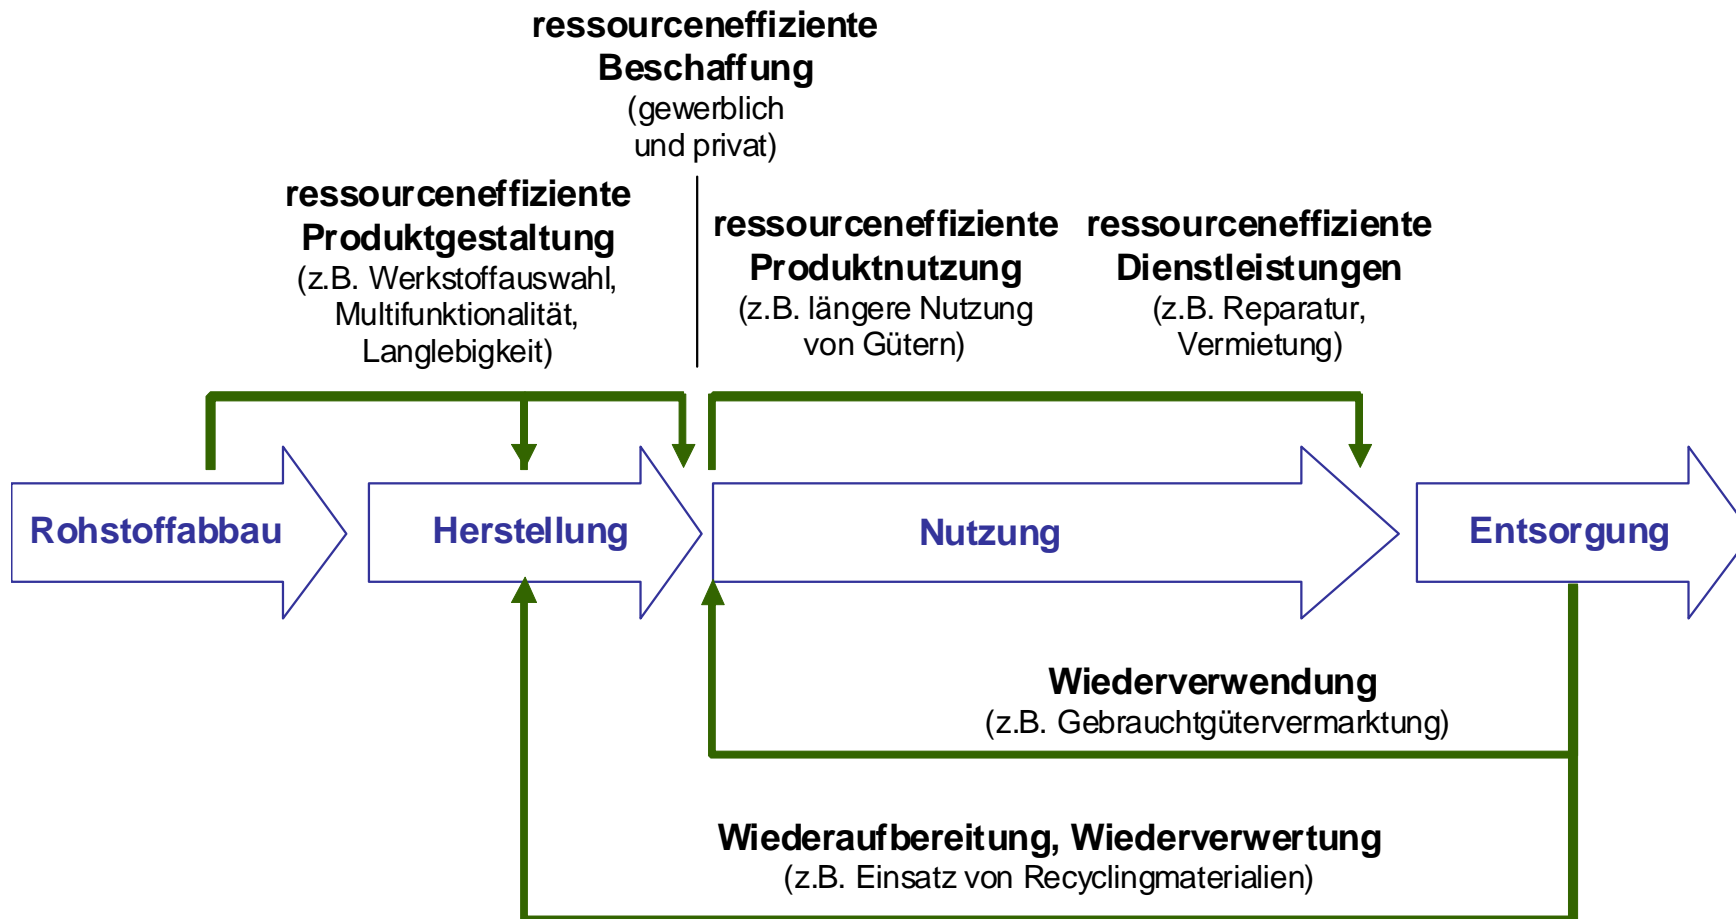 ressourceneffiziente
Beschaffung
(gewerblich
und privat)
ressourceneffiziente
Produktgestaltung
(z.B. Werkstoffauswahl,
Multifunktionalität,
Langlebigkeit)
ressourceneffiziente
Produktnutzung
(z.B. längere Nutzung
von Gütern)
ressourceneffiziente
Dienstleistungen
(z.B. Reparatur,
Vermietung)
Rohstoffabbau
Herstellung
Nutzung
Entsorgung
Wiederverwendung
(z.B. Gebrauchtgütervermarktung)
Wiederaufbereitung, Wiederverwertung
(z.B. Einsatz von Recyclingmaterialien)